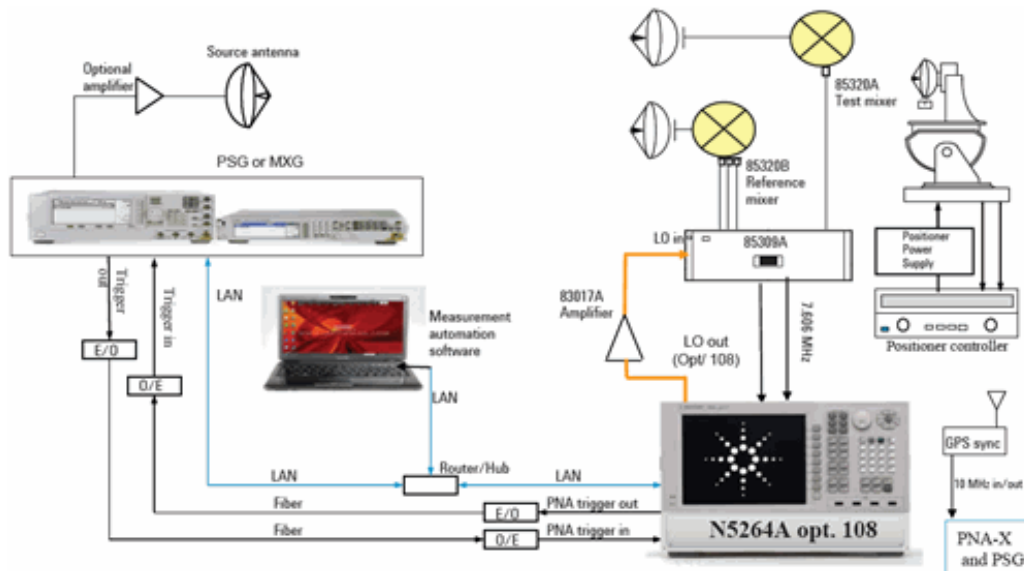 Source antenna
Optional
amplifier
PSG or MXG
85320A
Test mixer
85320B
Reference
mixer
LO in
85309A
Positioner
Power
Supply
Positioner controller
Trigger
out
Trigger in
LAN
E/O
O/E
Measurement
automation
software
LAN
83017A
Amplifier
LO out
(Opt/ 108)
7.606 MHz
GPS sync
10 MHz in/out
PNA-X
and PSG
Router/Hub
LAN
LAN
Fiber
E/O
PNA trigger out
Fiber
O/E
PNA trigger in
N5264A opt. 108